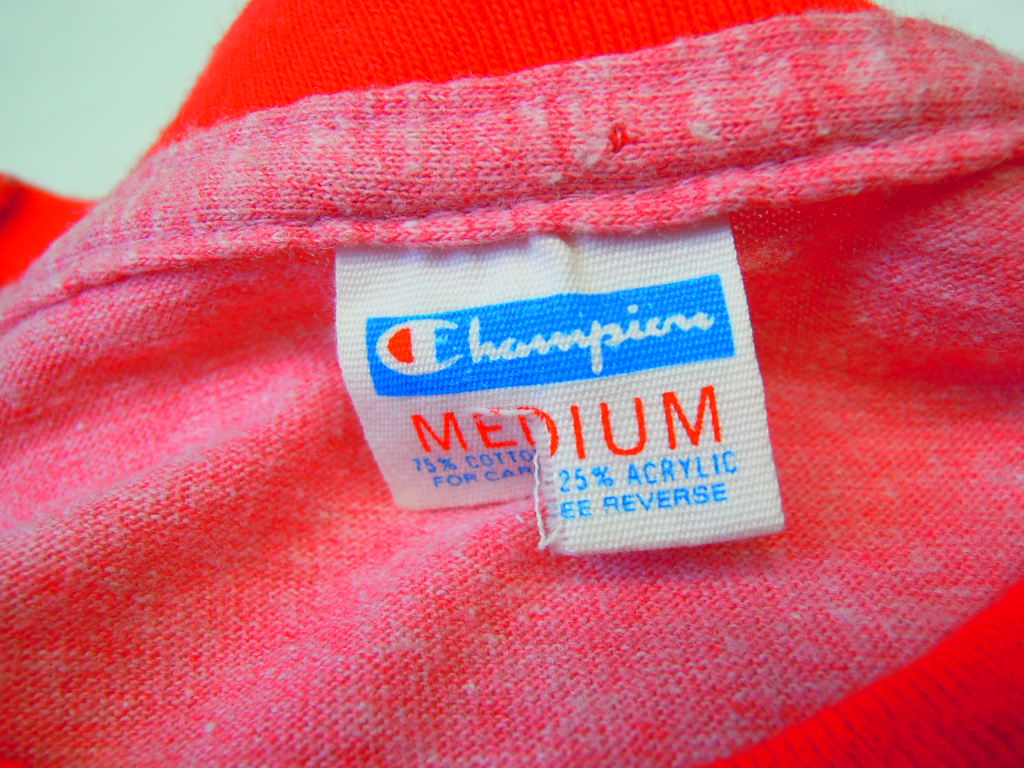 Champion
MEDIUM
75% COTTO 25% ACRYLIC
FOR CAR EE REVERSE